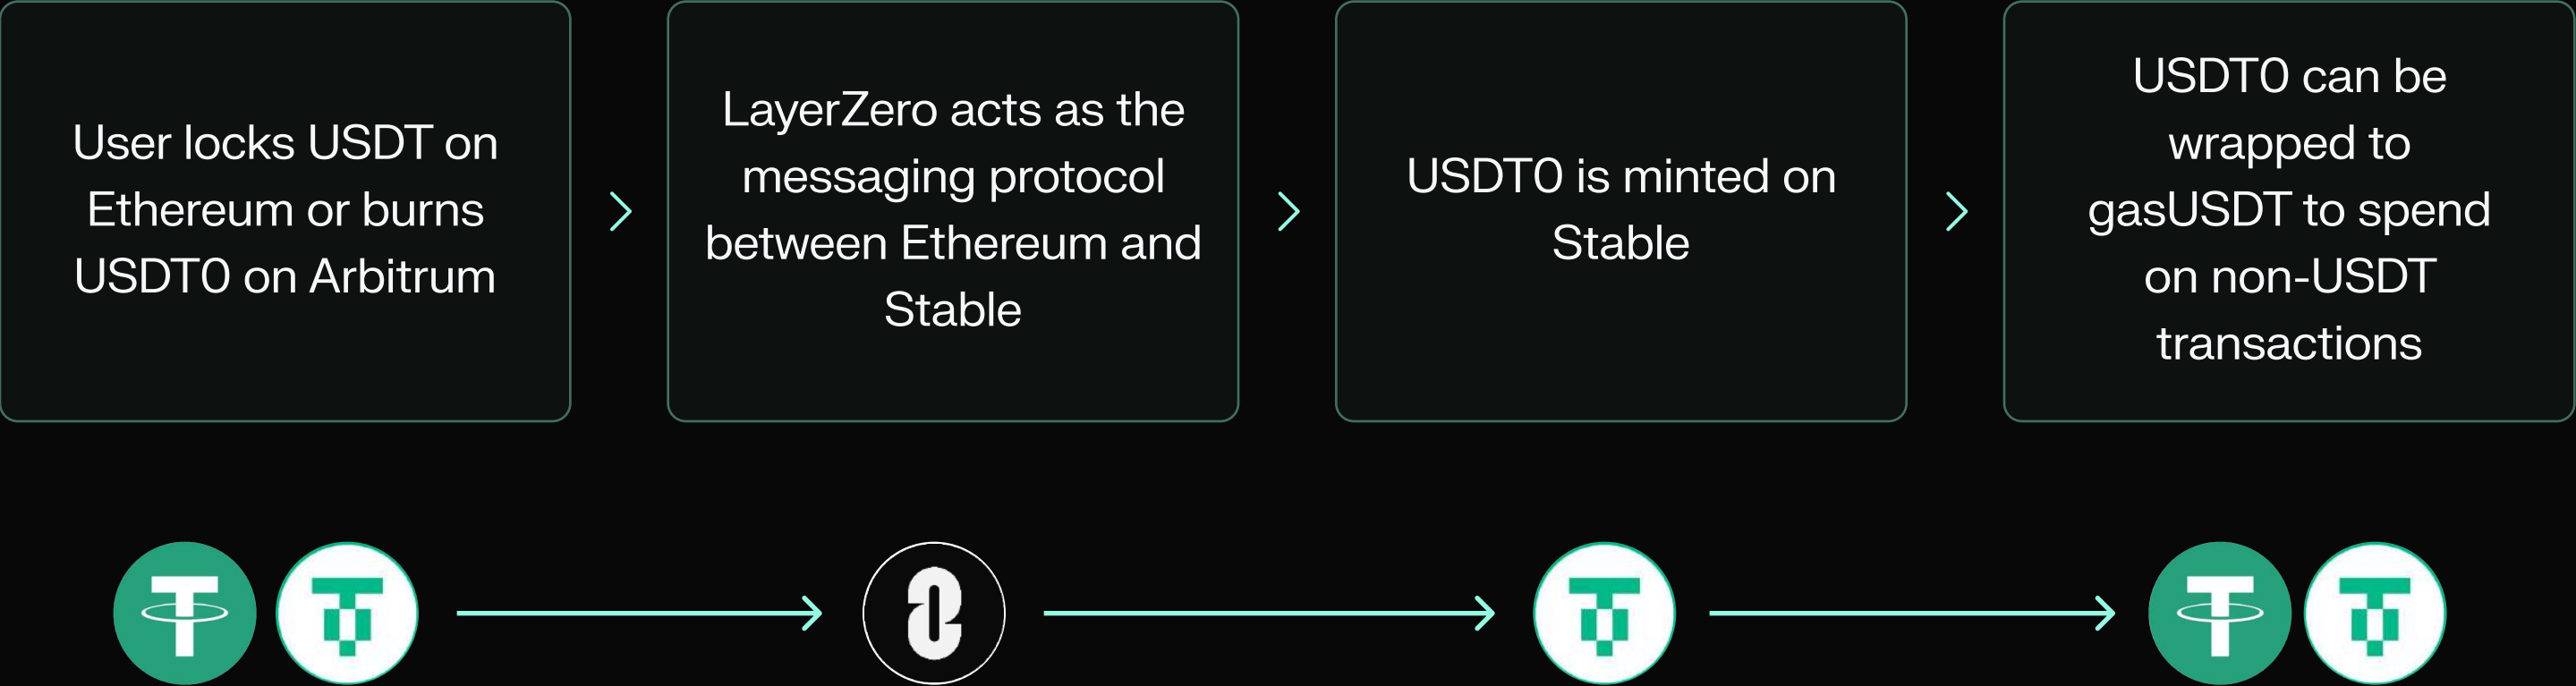 User locks USDT on
Ethereum or burns
USDT0 on Arbitrum
LayerZero acts as the
messaging protocol
between Ethereum and
Stable
USDT0 is minted on
Stable
USDT0 can be
wrapped to
gasUSDT to spend
on non-USDT
transactions